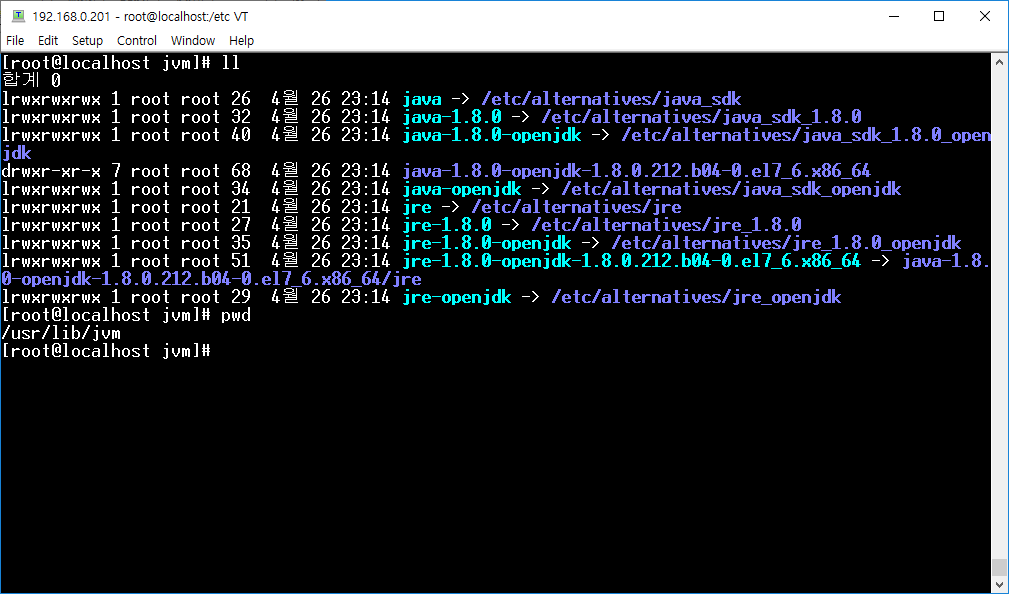 192.168.0.201 - root@localhost:/etc VT
File Edit Setup Control Window Help
[root@localhost jvm]# ll
합계 0
lrwxrwxrwx 1 root root 26  4월 26 23:14 java -> /etc/alternatives/java_sdk
lrwxrwxrwx 1 root root 32  4월 26 23:14 java-1.8.0 -> /etc/alternatives/java_sdk_1.8.0
lrwxrwxrwx 1 root root 40  4월 26 23:14 java-1.8.0-openjdk -> /etc/alternatives/java_sdk_1.8.0_open
jdk
drwxr-xr-x 7 root root 68  4월 26 23:14 java-1.8.0-openjdk-1.8.0.212.b04-0.el7_6.x86_64
lrwxrwxrwx 1 root root 34  4월 26 23:14 java-openjdk -> /etc/alternatives/java_sdk_openjdk
lrwxrwxrwx 1 root root 21  4월 26 23:14 jre -> /etc/alternatives/jre
lrwxrwxrwx 1 root root 27  4월 26 23:14 jre-1.8.0 -> /etc/alternatives/jre_1.8.0
lrwxrwxrwx 1 root root 35  4월 26 23:14 jre-1.8.0-openjdk -> /etc/alternatives/jre_1.8.0_openjdk
lrwxrwxrwx 1 root root 51  4월 26 23:14 jre-1.8.0-openjdk-1.8.0.212.b04-0.el7_6.x86_64 -> java-1.8.
0-openjdk-1.8.0.212.b04-0.el7_6.x86_64/jre
lrwxrwxrwx 1 root root 29  4월 26 23:14 jre-openjdk -> /etc/alternatives/jre_openjdk
[root@localhost jvm]# pwd
/usr/lib/jvm
[root@localhost jvm]#